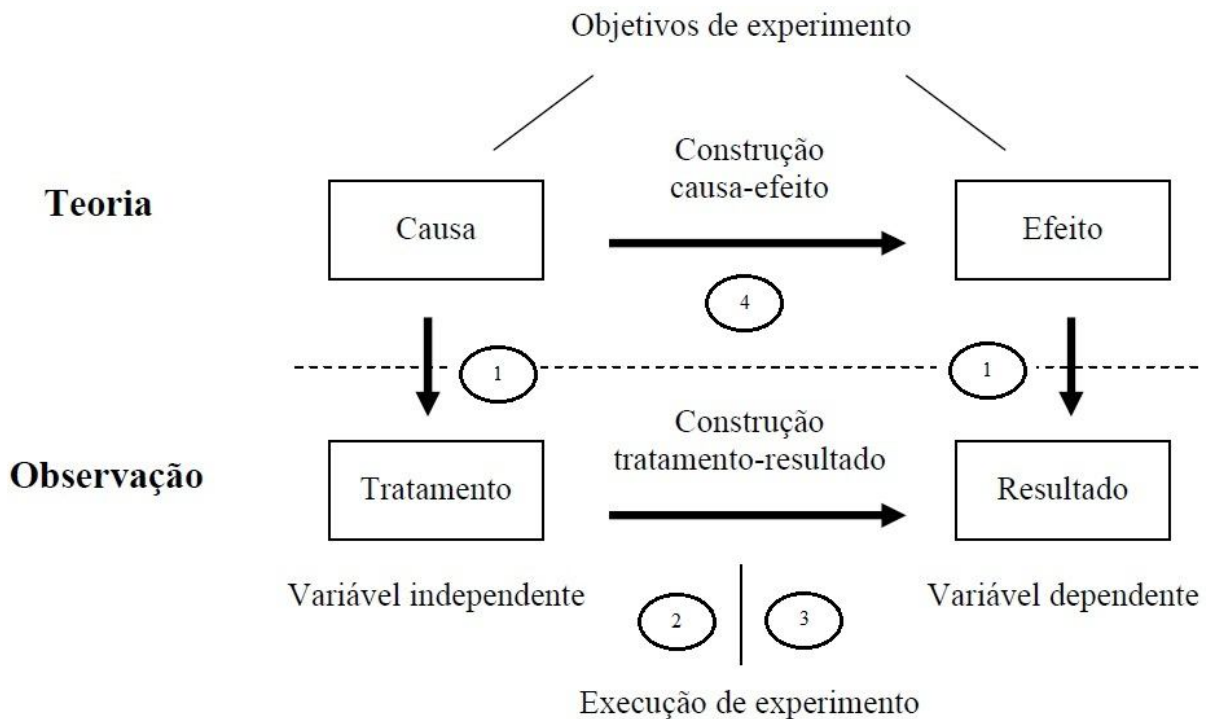 Objetivos de experimento
Construção
causa-efeito
Teoria
Causa
Efeito
4
1
1
Construção
tratamento-resultado
Observação
Tratamento
Resultado
Variável independente
Variável dependente
2
3
Execução de experimento